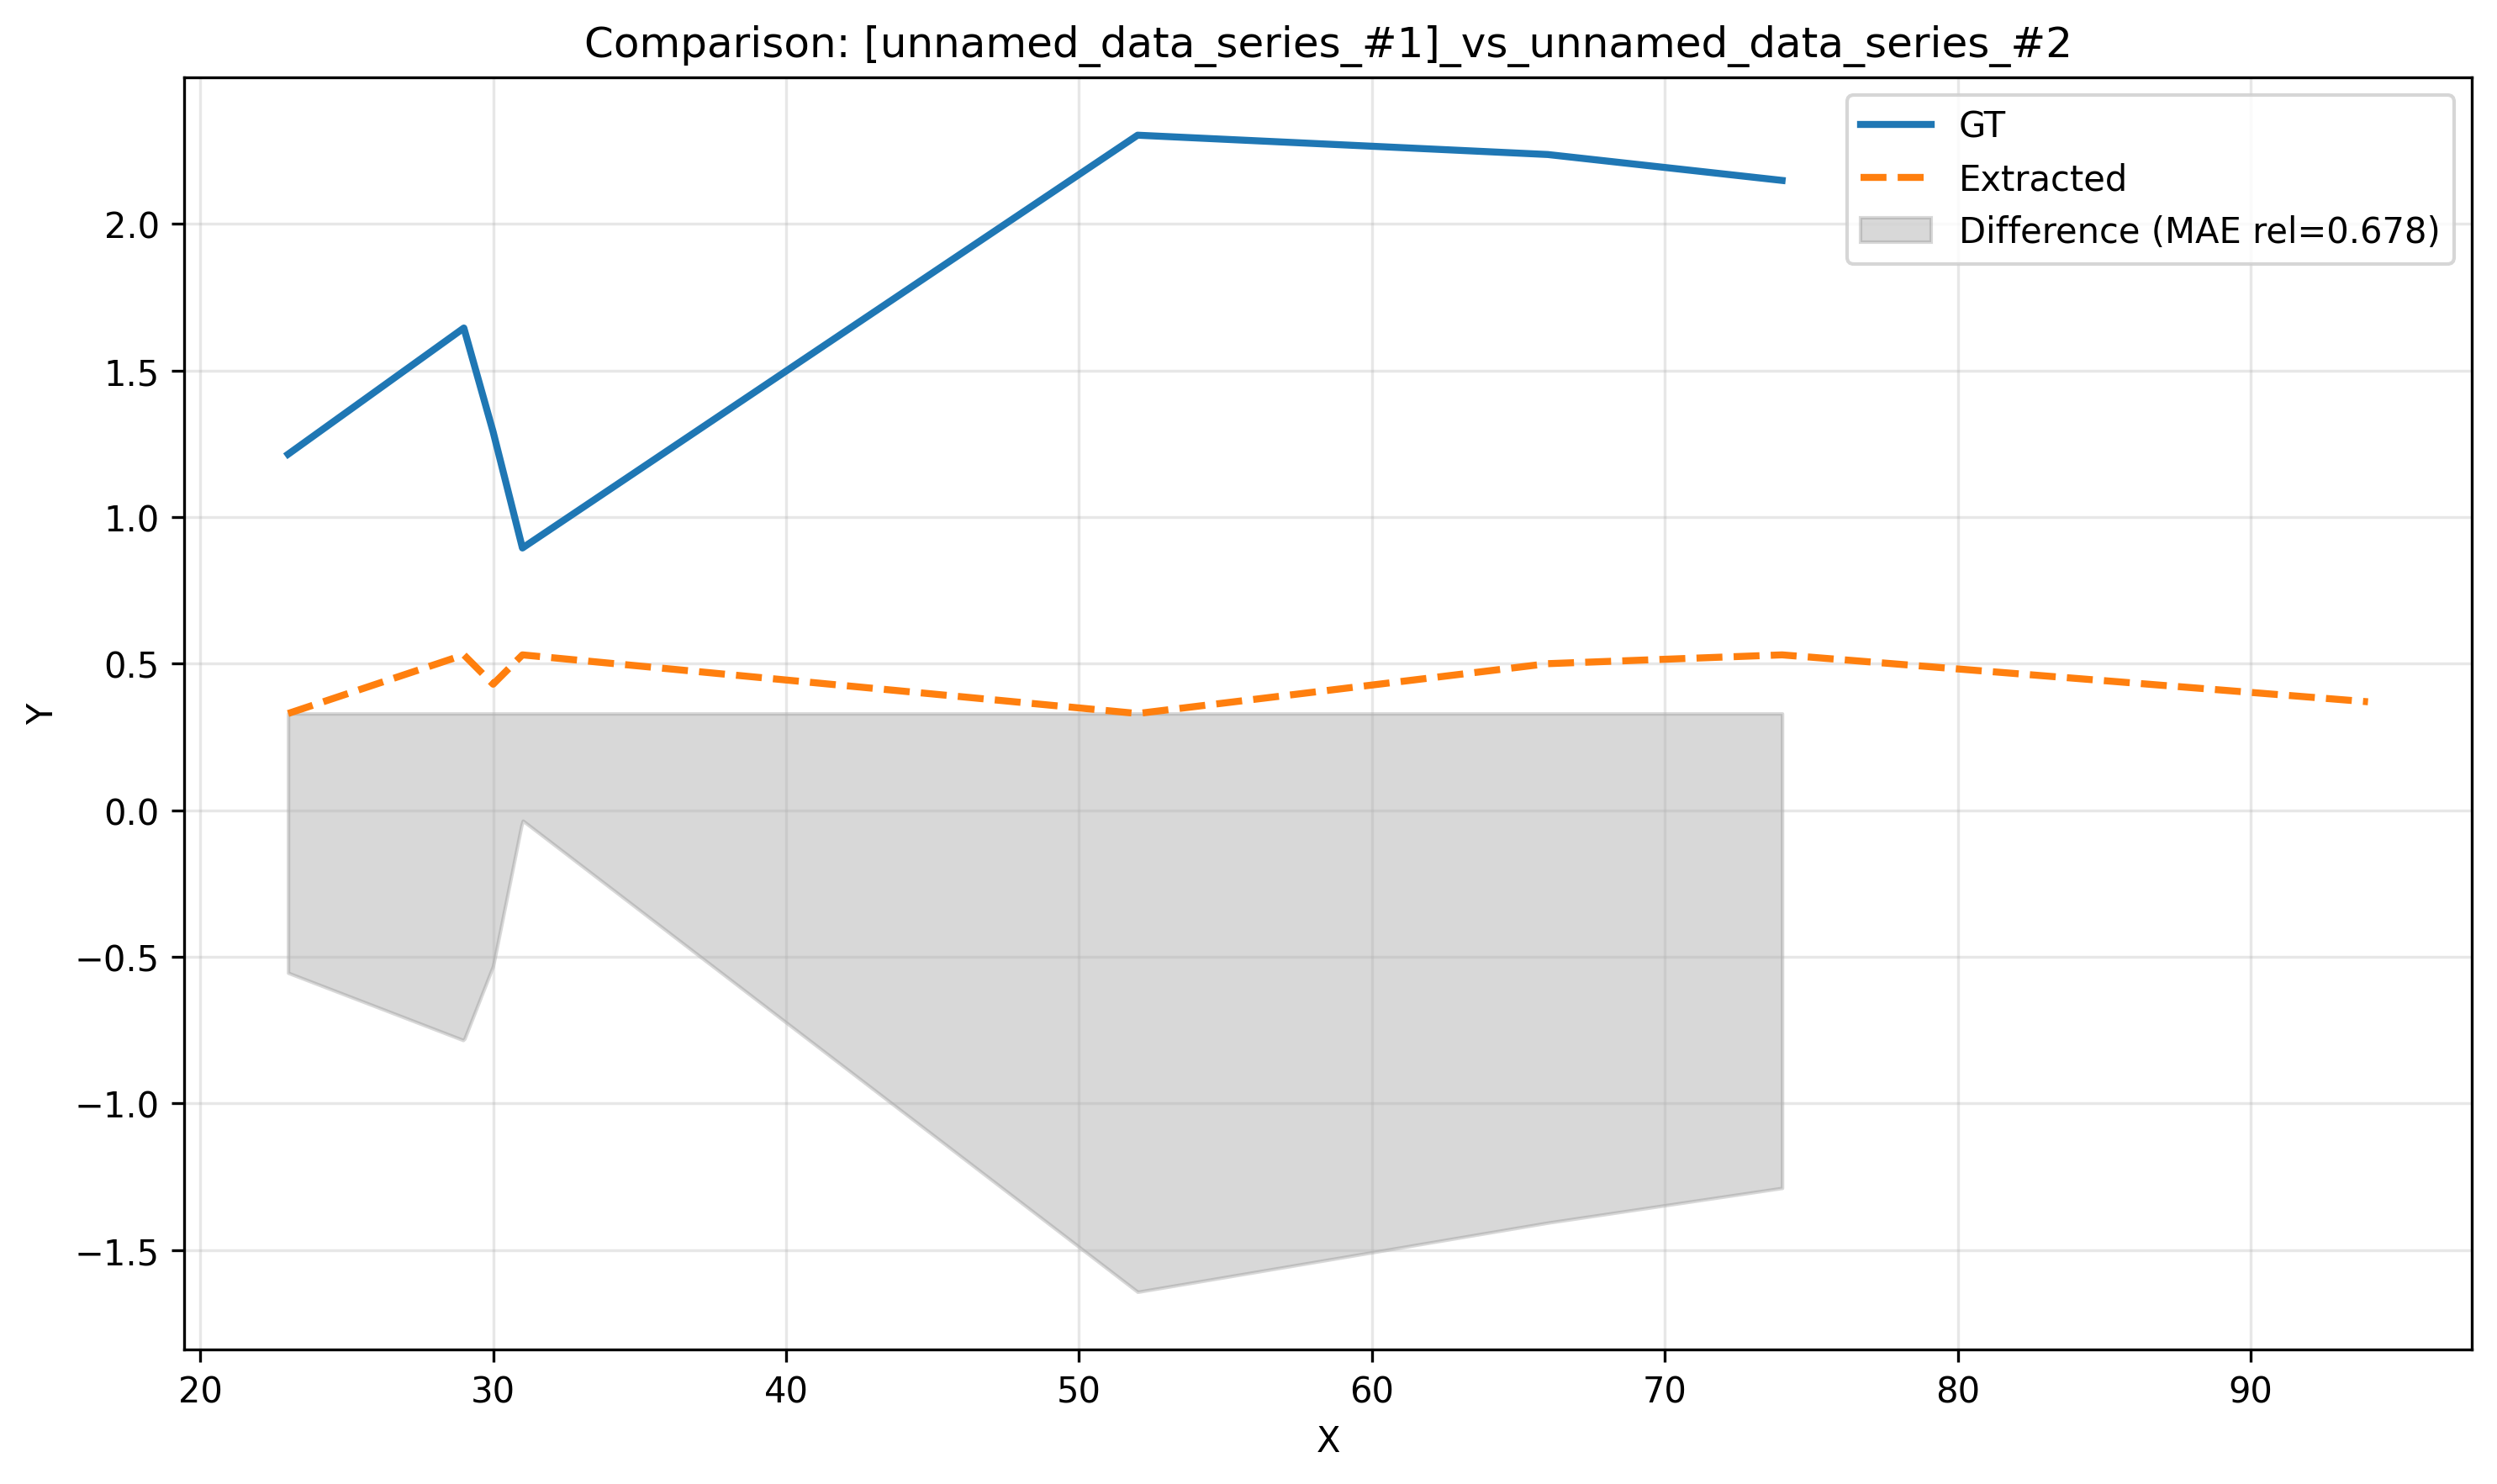 Comparison: [unnamed_data_series_#1]_vs_unnamed_data_series_#2
GT
Extracted
Difference (MAE rel=0.678)
Y
2.0
1.5
1.0
0.5
0.0
−0.5
−1.0
−1.5
20 30 40 50 60 70 80 90
X